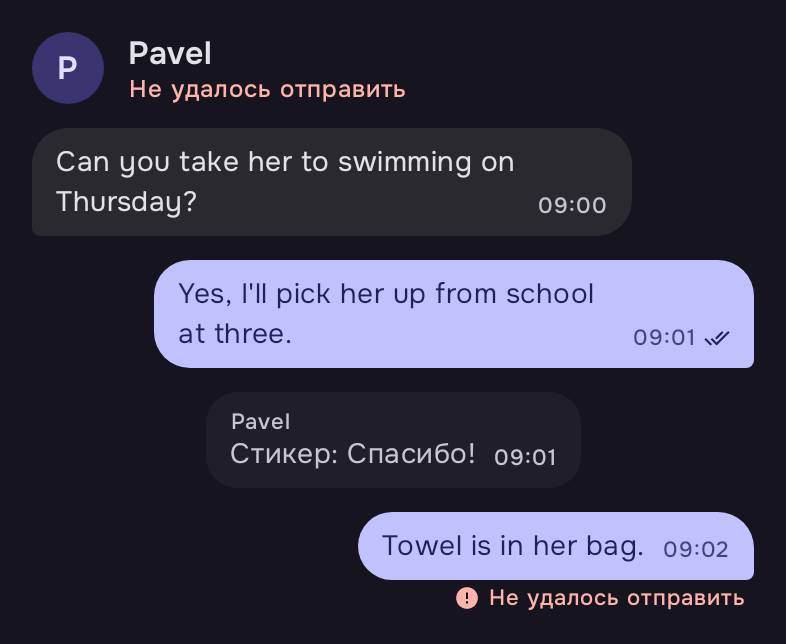 P
Pavel
Не удалось отправить
Can you take her to swimming on
Thursday?
09:00
Yes, I'll pick her up from school
at three.
09:01
Pavel
Стикер: Спасибо! 09:01
Towel is in her bag. 09:02
Не удалось отправить